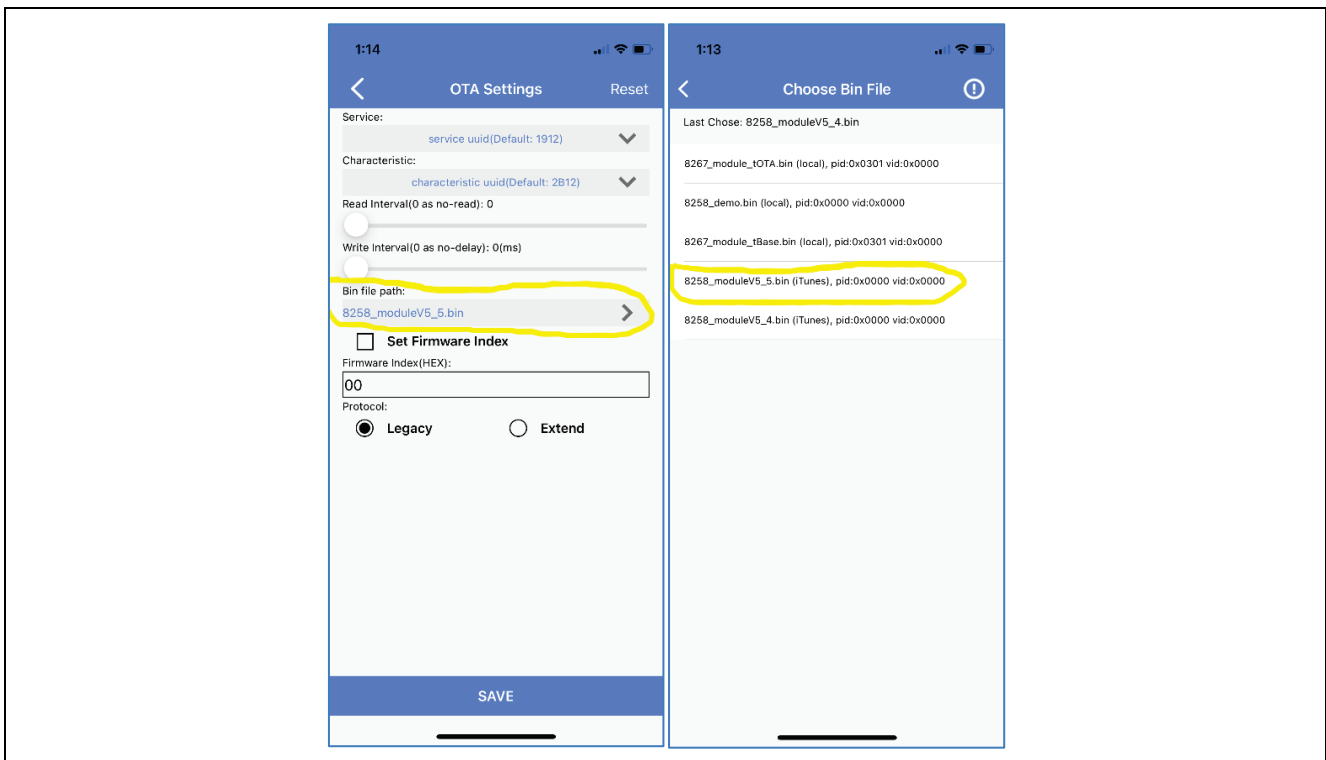 1:14
OTA Settings
Reset
Service:
service uuid(Default: 1912)
Characteristic:
characteristic uuid(Default: 2B12)
Read Interval(0 as no-read): 0
Write Interval(0 as no-delay): 0(ms)
Bin file path:
8258_moduleV5_5.bin
Set Firmware Index
Firmware Index(HEX):
00
Protocol:
Legacy
Extend
SAVE
1:13
Choose Bin File
Last Chose: 8258_moduleV5_4.bin
8267_module_tOTA.bin (local), pid:0x0301 vid:0x0000
8258_demo.bin (local), pid:0x0000 vid:0x0000
8267_module_tBase.bin (local), pid:0x0301 vid:0x0000
8258_moduleV5_5.bin (iTunes), pid:0x0000 vid:0x0000
8258_moduleV5_4.bin (iTunes), pid:0x0000 vid:0x0000